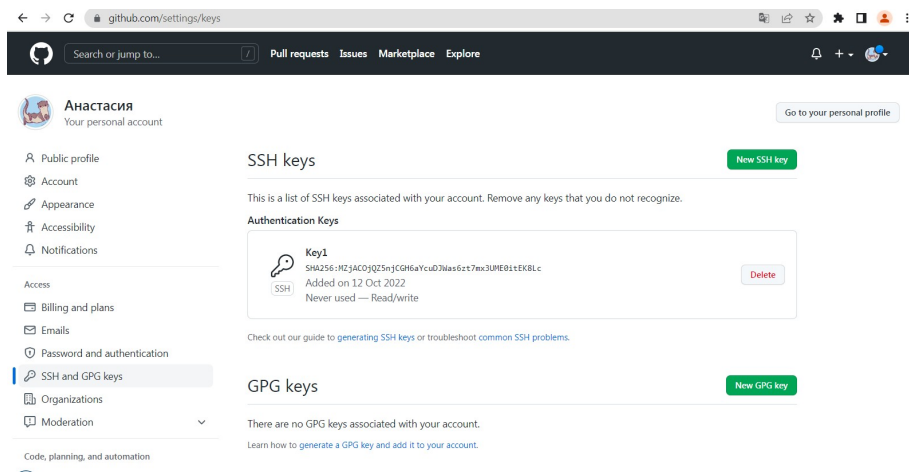 github.com/settings/keys
Search or jump to... / Pull requests Issues Marketplace Explore
Анастасия
Your personal account
Go to your personal profile
Public profile
Account
Appearance
Accessibility
Notifications
Access
Billing and plans
Emails
Password and authentication
SSH and GPG keys
Organizations
Moderation
Code, planning, and automation
SSH keys
New SSH key
This is a list of SSH keys associated with your account. Remove any keys that you do not recognize.
Authentication Keys
Key1
SHA256:MZjACOjQZ5njCGH6aYcuDJWas6zt7mx3UME0itEK8Lc
Added on 12 Oct 2022
SSH
Never used — Read/write
Delete
Check out our guide to generating SSH keys or troubleshoot common SSH problems.
GPG keys
New GPG key
There are no GPG keys associated with your account.
Learn how to generate a GPG key and add it to your account.